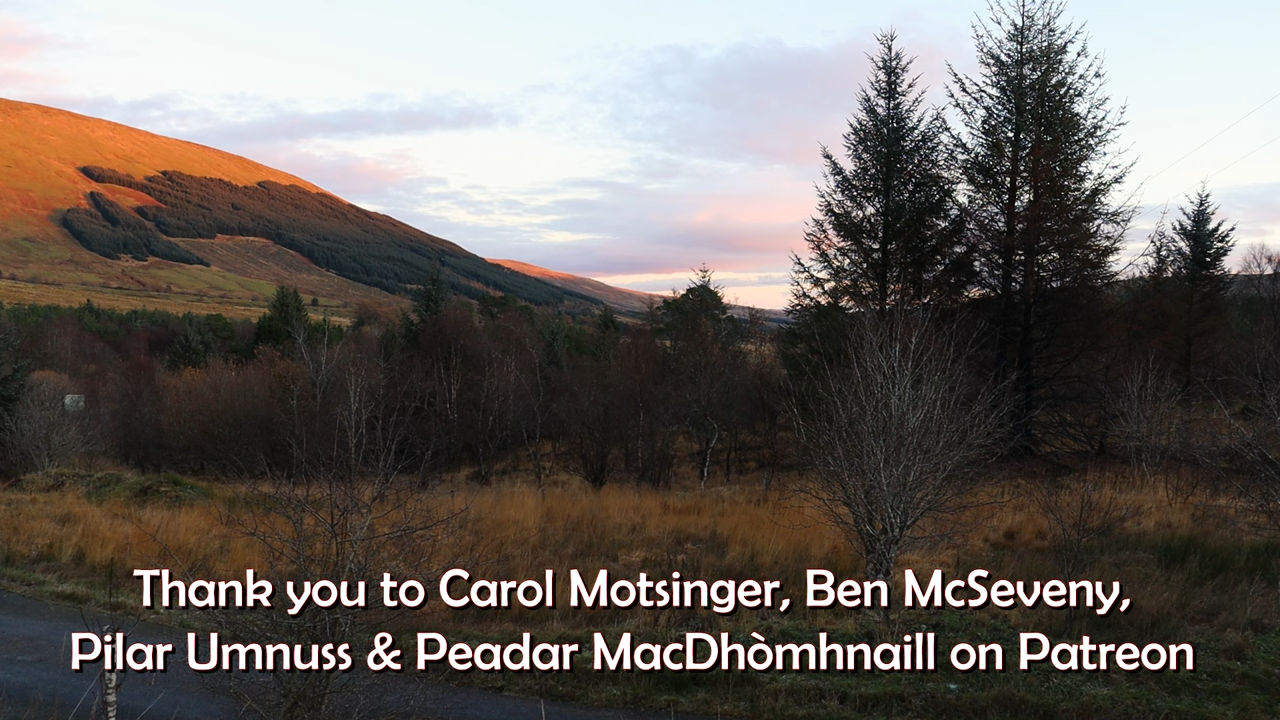 Thank you to Carol Motsinger, Ben McSeveny,
Pilar Umnuss & Peadar MacDhòmhnaill on Patreon